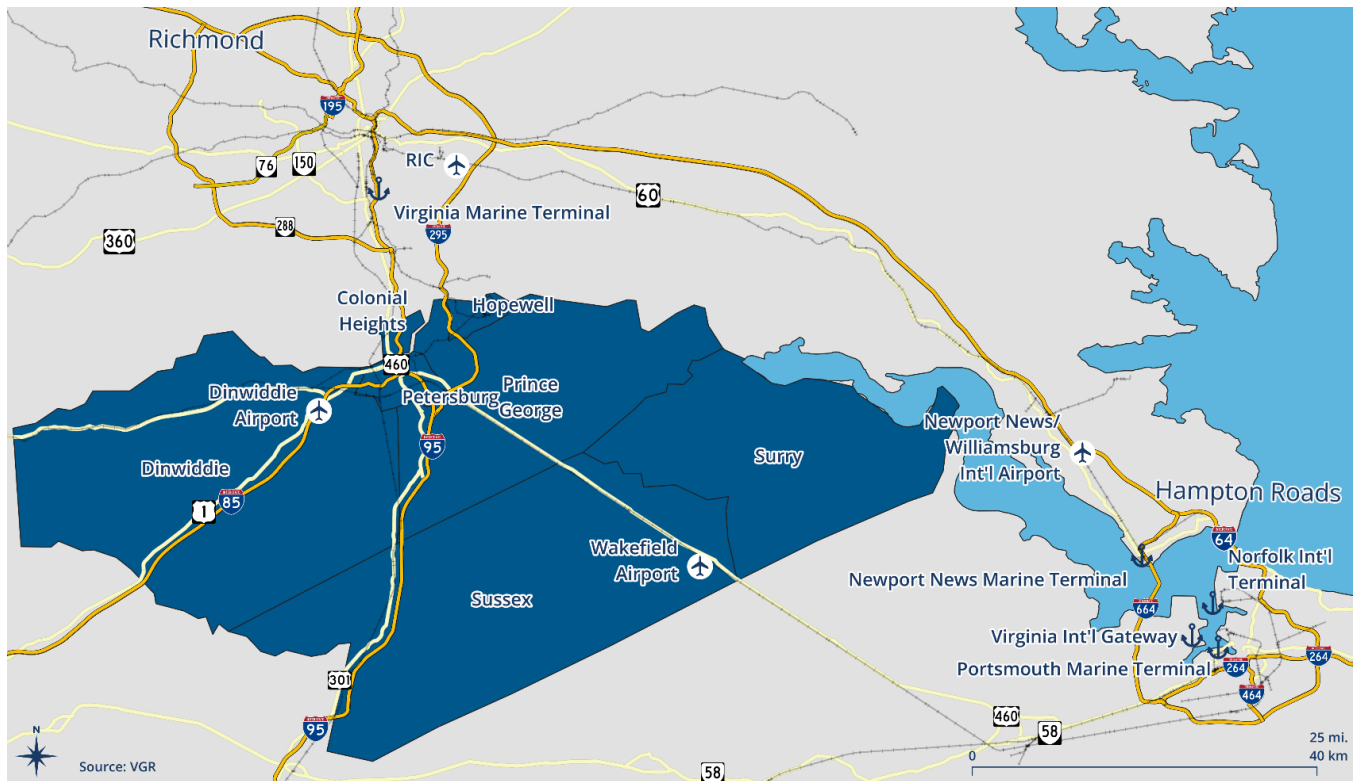 Richmond
195
76
150
RIC
60
Virginia Marine Terminal
288
295
360
Colonial
Heights
Hopewell
460
Dinwiddie
Airport
Petersburg
Prince
George
95
Newport News/
Williamsburg
Int'l Airport
Surry
Dinwiddie
85
1
Hampton Roads
64
Wakefield
Airport
Norfolk Int'l
Terminal
Newport News Marine Terminal
Sussex
664
Virginia Int'l Gateway
Portsmouth Marine Terminal
264
264
464
301
460
95
58
N
Source: VGR
58
25 mi.
0
40 km